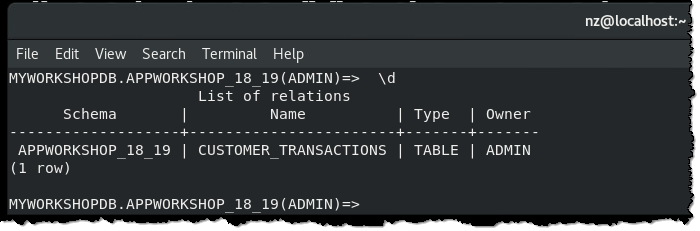 nz@localhost:~
File Edit View Search Terminal Help
MYWORKSHOPDB.APPWORKSHOP_18_19(ADMIN)=>  \d
                      List of relations
      Schema       |          Name          | Type  | Owner
-------------------+------------------------+-------+-------
 APPWORKSHOP_18_19 | CUSTOMER_TRANSACTIONS | TABLE | ADMIN
(1 row)
MYWORKSHOPDB.APPWORKSHOP_18_19(ADMIN)=>